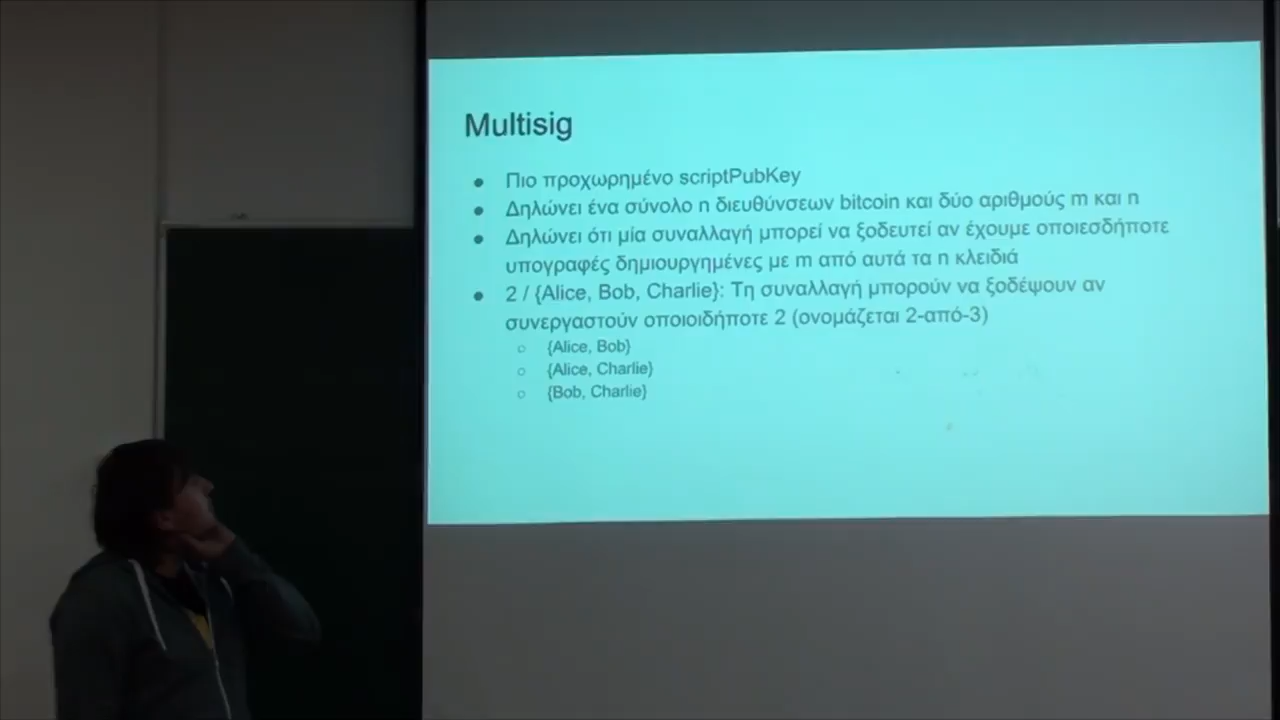 Multisig
● Πιο προχωρημένο scriptPubKey
● Δηλώνει ένα σύνολο n διευθύνσεων bitcoin και δύο αριθμούς m και n
● Δηλώνει ότι μία συναλλαγή μπορεί να ξοδευτεί αν έχουμε οποιεσδήποτε
υπογραφές δημιουργημένες με m από αυτά τα n κλειδιά
● 2 / {Alice, Bob, Charlie}: Τη συναλλαγή μπορούν να ξοδέψουν αν
συνεργαστούν οποιοιδήποτε 2 (ονομάζεται 2-από-3)
○ {Alice, Bob}
○ {Alice, Charlie}
○ {Bob, Charlie}